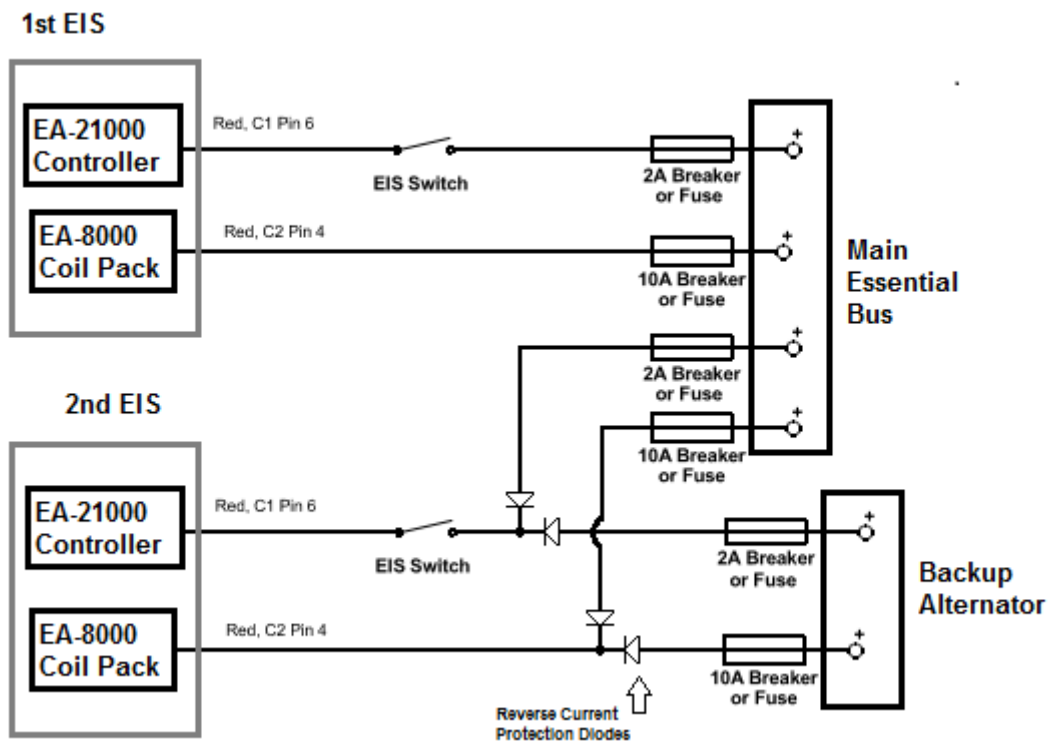 1st EIS
EA-21000
Controller
Red, C1 Pin 6
EIS Switch
2A Breaker
or Fuse
+
EA-8000
Coil Pack
Red, C2 Pin 4
10A Breaker
or Fuse
+
Main
Essential
Bus
2A Breaker
or Fuse
+
10A Breaker
or Fuse
+
2nd EIS
EA-21000
Controller
Red, C1 Pin 6
EIS Switch
2A Breaker
or Fuse
+
Backup
Alternator
EA-8000
Coil Pack
Red, C2 Pin 4
10A Breaker
or Fuse
+
Reverse Current
Protection Diodes